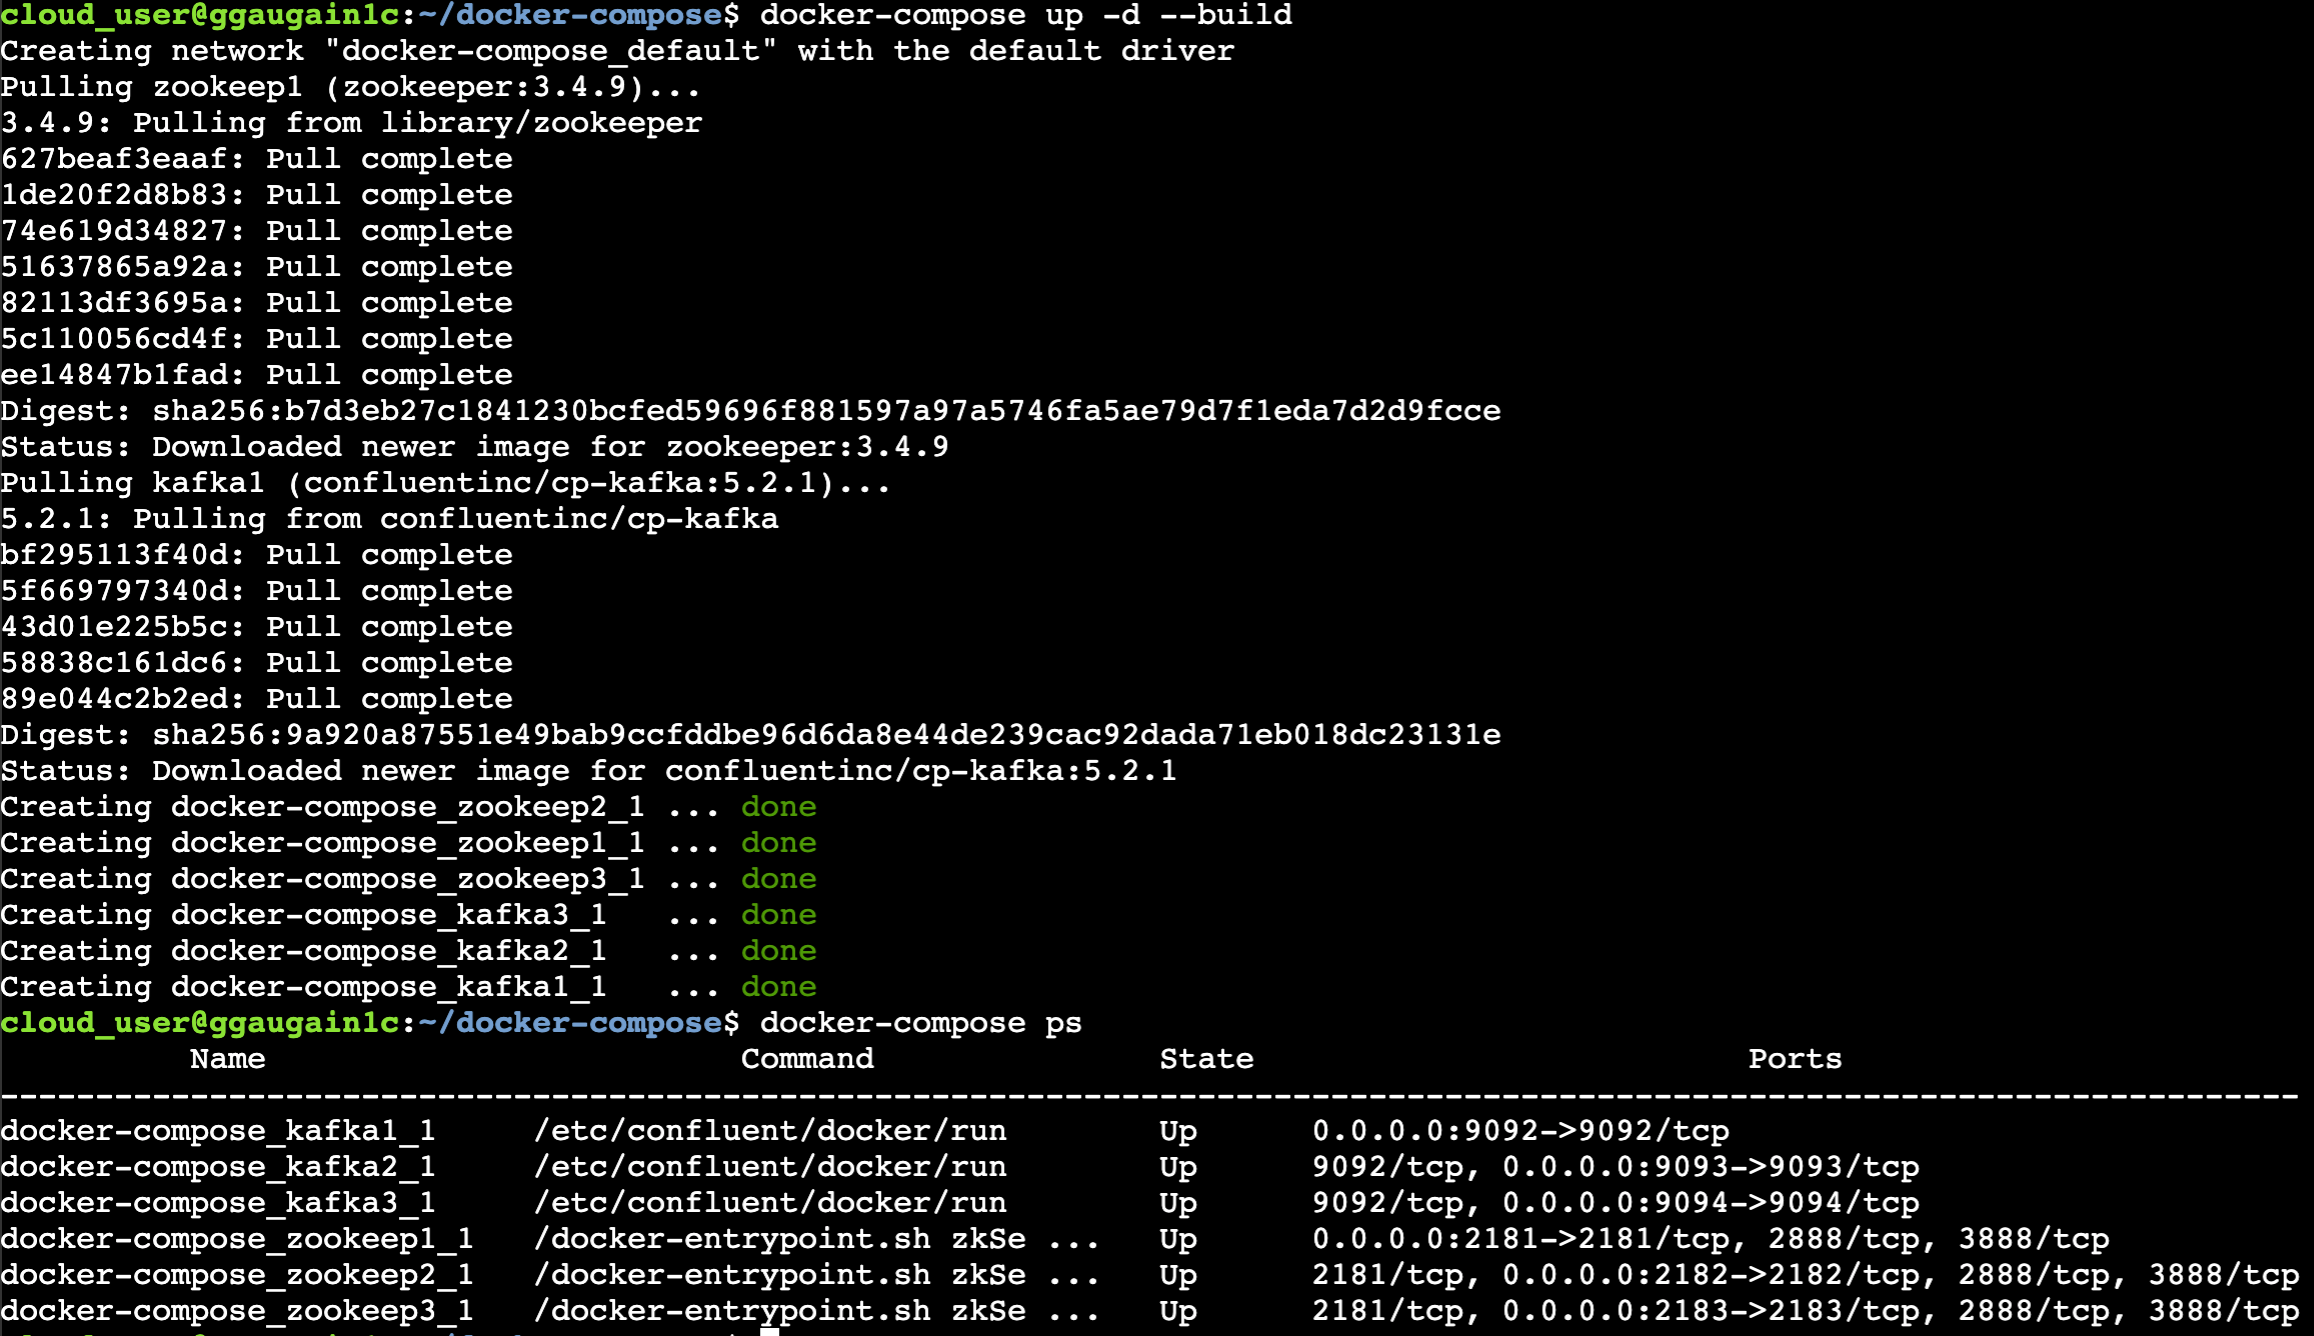 cloud_user@ggaugain1c:~/docker-compose$ docker-compose up -d --build
Creating network "docker-compose_default" with the default driver
Pulling zookeep1 (zookeeper:3.4.9)...
3.4.9: Pulling from library/zookeeper
627beaf3eaaf: Pull complete
1de20f2d8b83: Pull complete
74e619d34827: Pull complete
51637865a92a: Pull complete
82113df3695a: Pull complete
5c110056cd4f: Pull complete
ee14847b1fad: Pull complete
Digest: sha256:b7d3eb27c1841230bcfed59696f881597a97a5746fa5ae79d7f1eda7d2d9fcce
Status: Downloaded newer image for zookeeper:3.4.9
Pulling kafka1 (confluentinc/cp-kafka:5.2.1)...
5.2.1: Pulling from confluentinc/cp-kafka
bf295113f40d: Pull complete
5f669797340d: Pull complete
43d01e225b5c: Pull complete
58838c161dc6: Pull complete
89e044c2b2ed: Pull complete
Digest: sha256:9a920a87551e49bab9ccfddbe96d6da8e44de239cac92dada71eb018dc23131e
Status: Downloaded newer image for confluentinc/cp-kafka:5.2.1
Creating docker-compose_zookeep2_1 ... done
Creating docker-compose_zookeep1_1 ... done
Creating docker-compose_zookeep3_1 ... done
Creating docker-compose_kafka3_1   ... done
Creating docker-compose_kafka2_1   ... done
Creating docker-compose_kafka1_1   ... done
cloud_user@ggaugain1c:~/docker-compose$ docker-compose ps
Name Command State Ports
-------------------------------------------------------------------------------------------------------------------------
docker-compose_kafka1_1 /etc/confluent/docker/run Up 0.0.0.0:9092->9092/tcp
docker-compose_kafka2_1 /etc/confluent/docker/run Up 9092/tcp, 0.0.0.0:9093->9093/tcp
docker-compose_kafka3_1 /etc/confluent/docker/run Up 9092/tcp, 0.0.0.0:9094->9094/tcp
docker-compose_zookeep1_1 /docker-entrypoint.sh zkSe ... Up 0.0.0.0:2181->2181/tcp, 2888/tcp, 3888/tcp
docker-compose_zookeep2_1 /docker-entrypoint.sh zkSe ... Up 2181/tcp, 0.0.0.0:2182->2182/tcp, 2888/tcp, 3888/tcp
docker-compose_zookeep3_1 /docker-entrypoint.sh zkSe ... Up 2181/tcp, 0.0.0.0:2183->2183/tcp, 2888/tcp, 3888/tcp